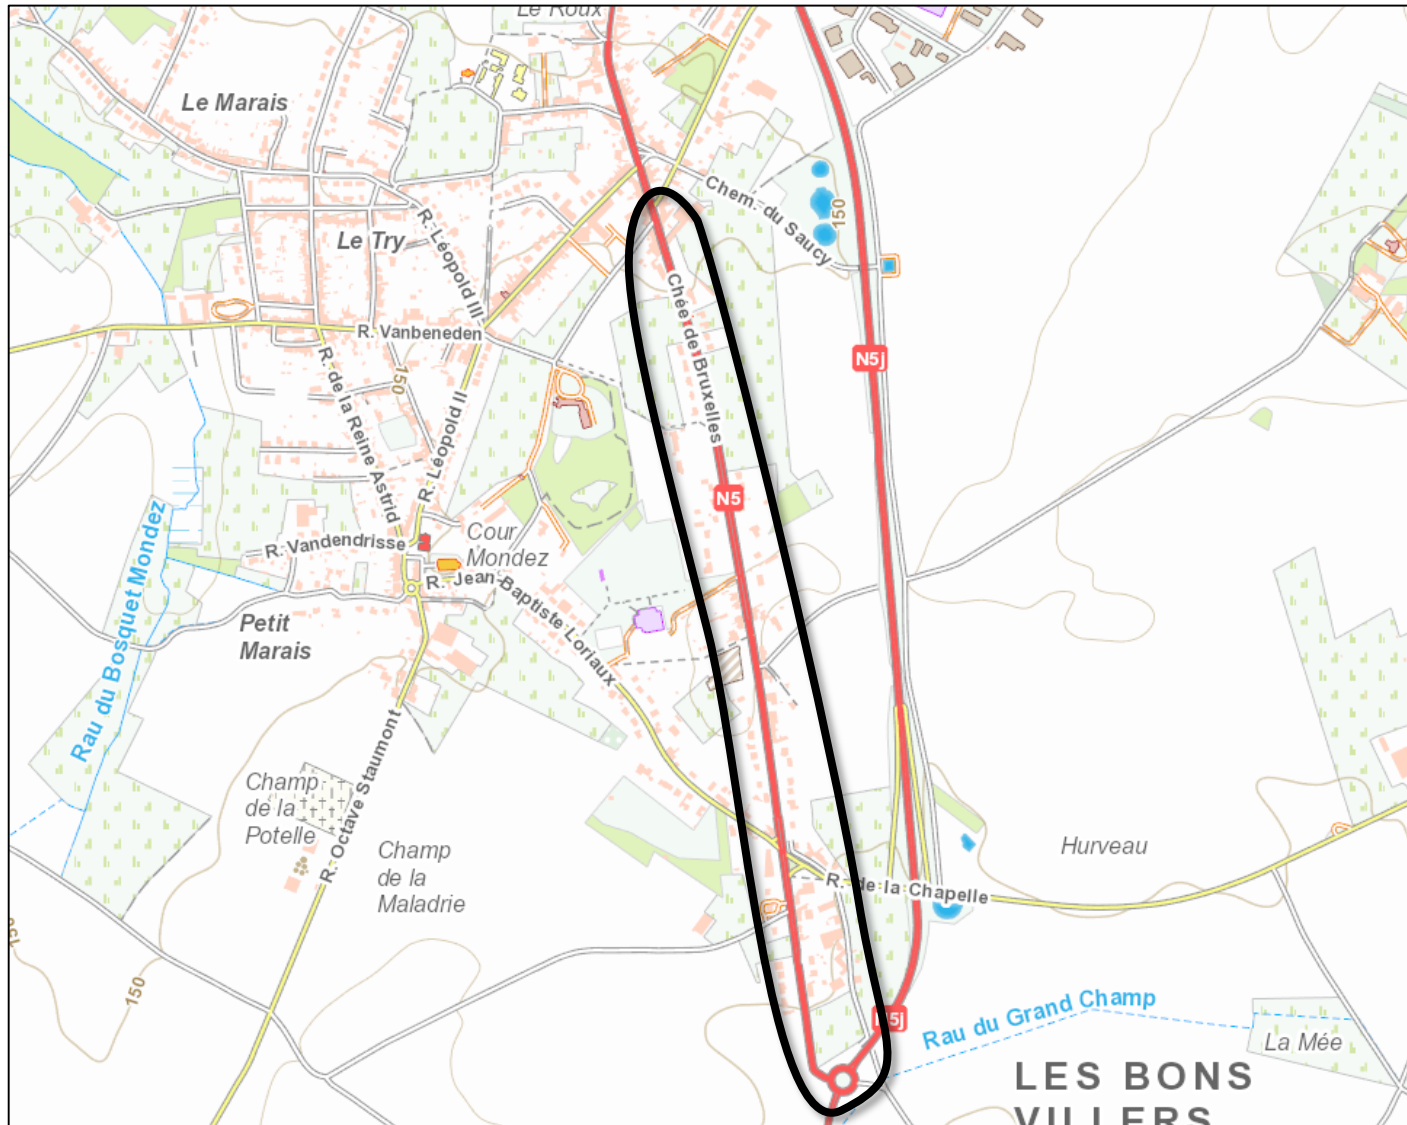 Le Roux
Le Marais
Chem. du Saucy
150
Le Try
R. Léopold III
Chée de Bruxelles
R. Vanbeneden
N5j
R. de la Reine Astrid
150
R. Léopold II
N5
Rau du Bosquet Mondez
R. Vandendrisse
Cour
Mondez
R. Jean-Baptiste Loriaux
Petit
Marais
R. Octave Staumont
Champ
de la
Potelle
Champ
de la
Maladrie
Hurveau
R. de la Chapelle
150
150
N5j
Rau du Grand Champ
La Mée
LES BONS
VILLERS